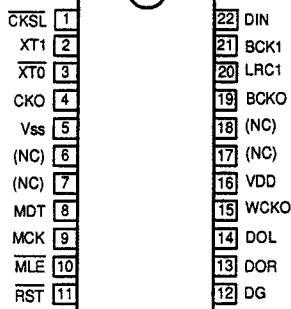 CKSL 1 22 DIN
XT1 2 21 BCK1
XT0 3 20 LRC1
CKO 4 19 BCKO
Vss 5 18 (NC)
(NC) 6 17 (NC)
(NC) 7 16 VDD
MDT 8 15 WCKO
MCK 9 14 DOL
MLE 10 13 DOR
RST 11 12 DG